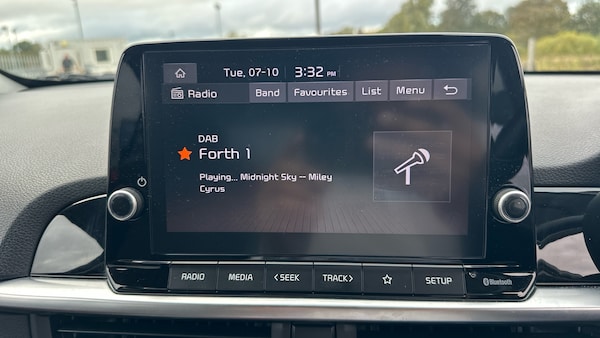 Tue, 07-10 3:32 PM
Radio Band Favourites List Menu
DAB
Forth 1
Playing... Midnight Sky -- Miley
Cyrus
RADIO MEDIA <SEEK TRACK> SETUP Bluetooth